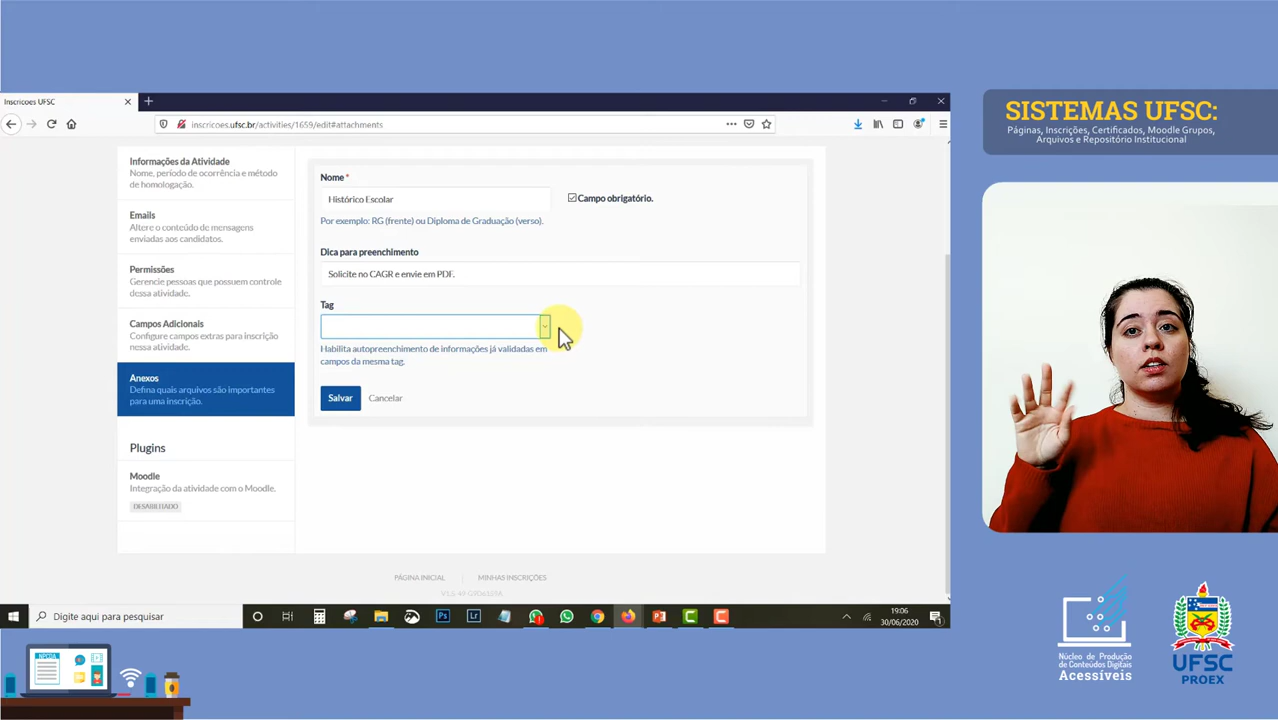 Inscricoes UFSC
inscricoes.ufsc.br/activities/1659/edit#attachments
Informações da Atividade
Nome, período de ocorrência e método
de homologação.
Emails
Altere o conteúdo de mensagens
enviadas aos candidatos.
Permissões
Gerencie pessoas que possuem controle
dessa atividade.
Campos Adicionais
Configure campos extras para inscrição
nessa atividade.
Anexos
Defina quais arquivos são importantes
para uma inscrição.
Plugins
Moodle
Integração da atividade com o Moodle.
DESABILITADO
Nome *
Histórico Escolar
Campo obrigatório.
Por exemplo: RG (frente) ou Diploma de Graduação (verso).
Dica para preenchimento
Solicite no CAGR e envie em PDF.
Tag
Habilita autopreenchimento de informações já validadas em
campos da mesma tag.
Salvar
Cancelar
PÁGINA INICIAL
MINHAS INSCRIÇÕES
Digite aqui para pesquisar
Ps
Lr
19:06
30/06/2020
SISTEMAS UFSC:
Páginas, Inscrições, Certificados, Moodle Grupos,
Arquivos e Repositório Institucional
Núcleo de Produção
de Conteúdos Digitais
Acessíveis
UFSC
PROEX
NPCDA